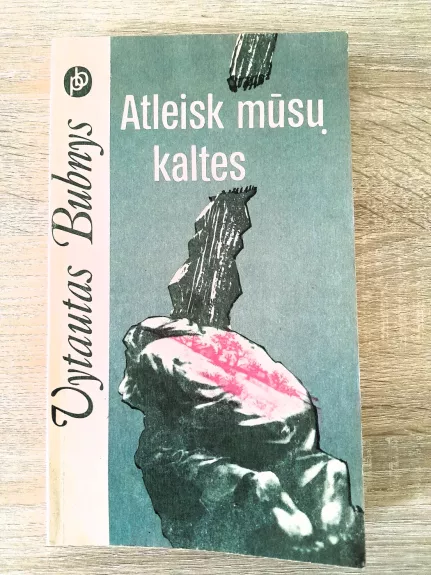 Vytautas Bubnys
Atleisk mūsų
kaltes